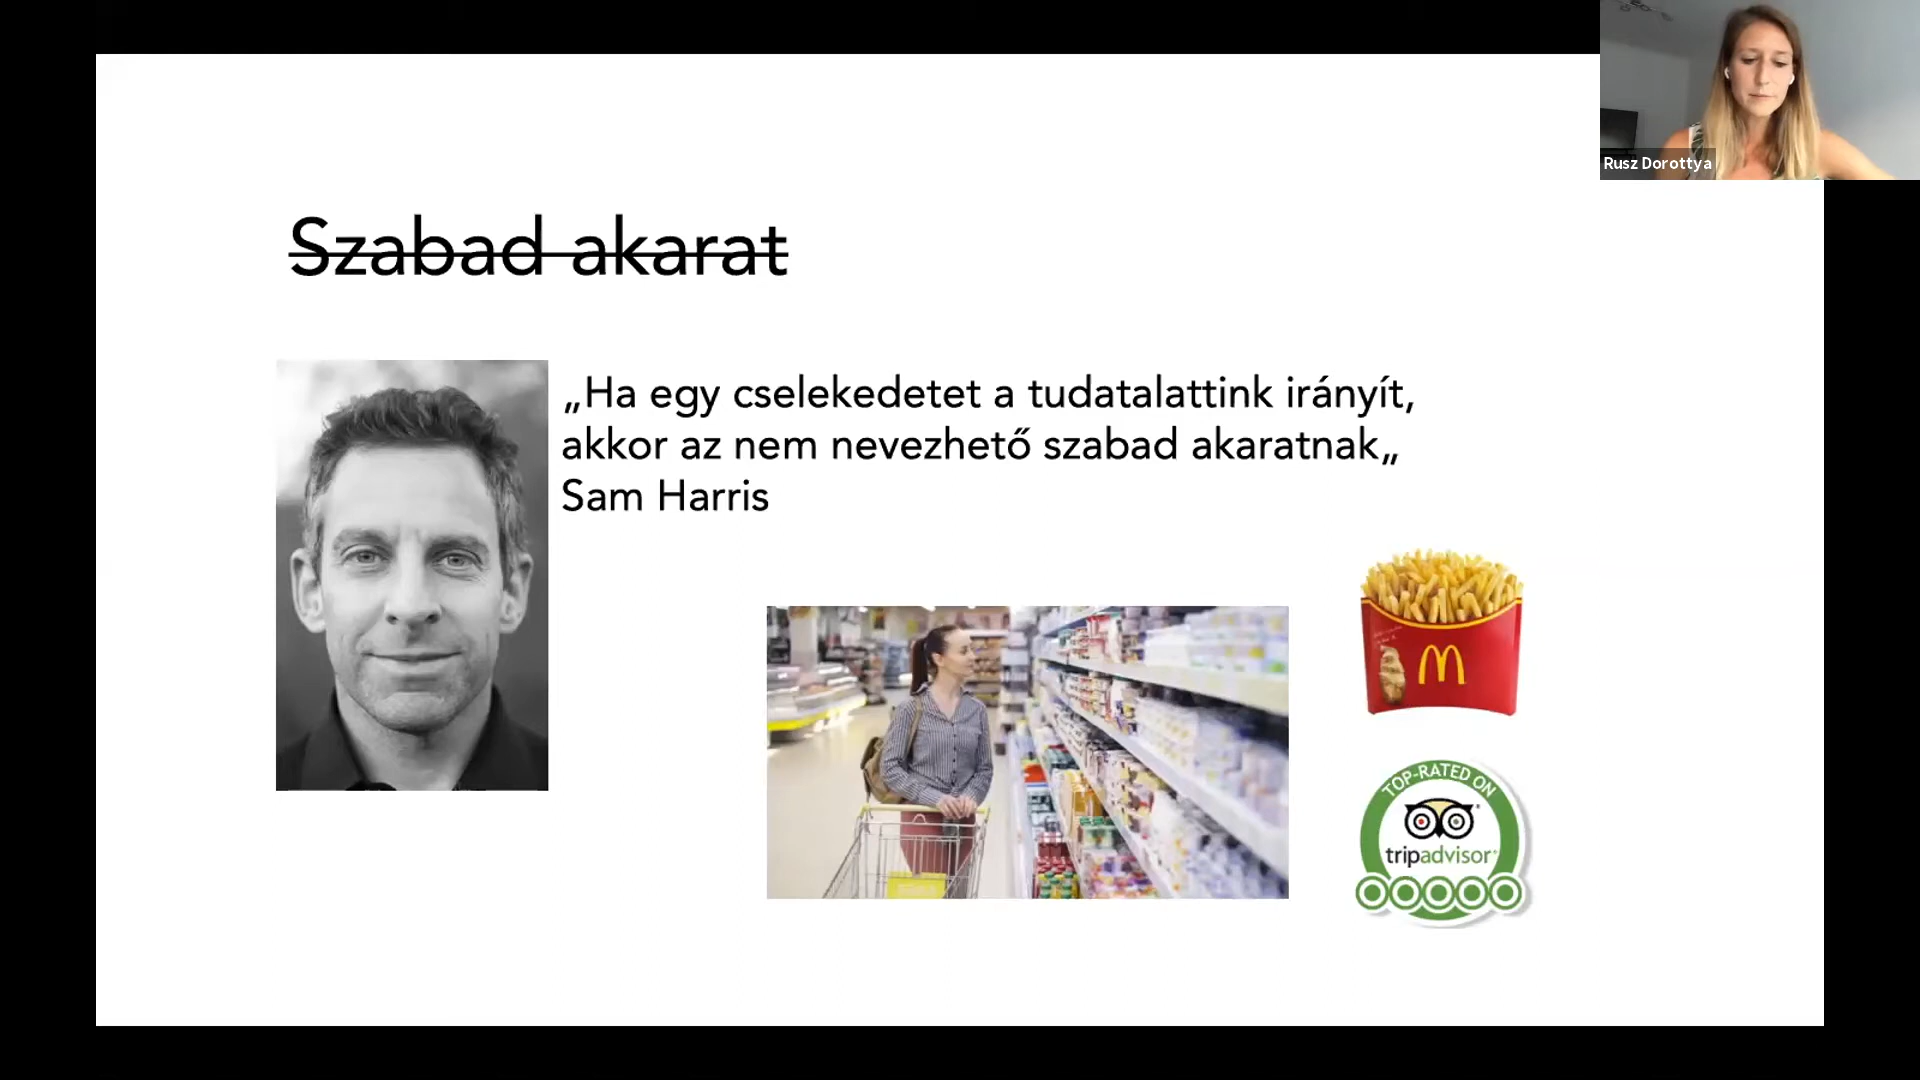 Rusz Dorottya
Szabad akarat
„Ha egy cselekedetet a tudatalattink irányít,
akkor az nem nevezhető szabad akaratnak„
Sam Harris
TOP-RATED ON
tripadvisor®